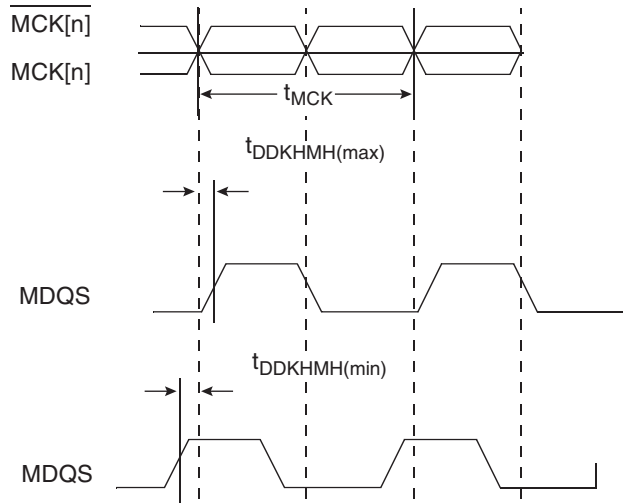 MCK[n]
MCK[n]
tMCK
tDDKHMH(max)
MDQS
tDDKHMH(min)
MDQS